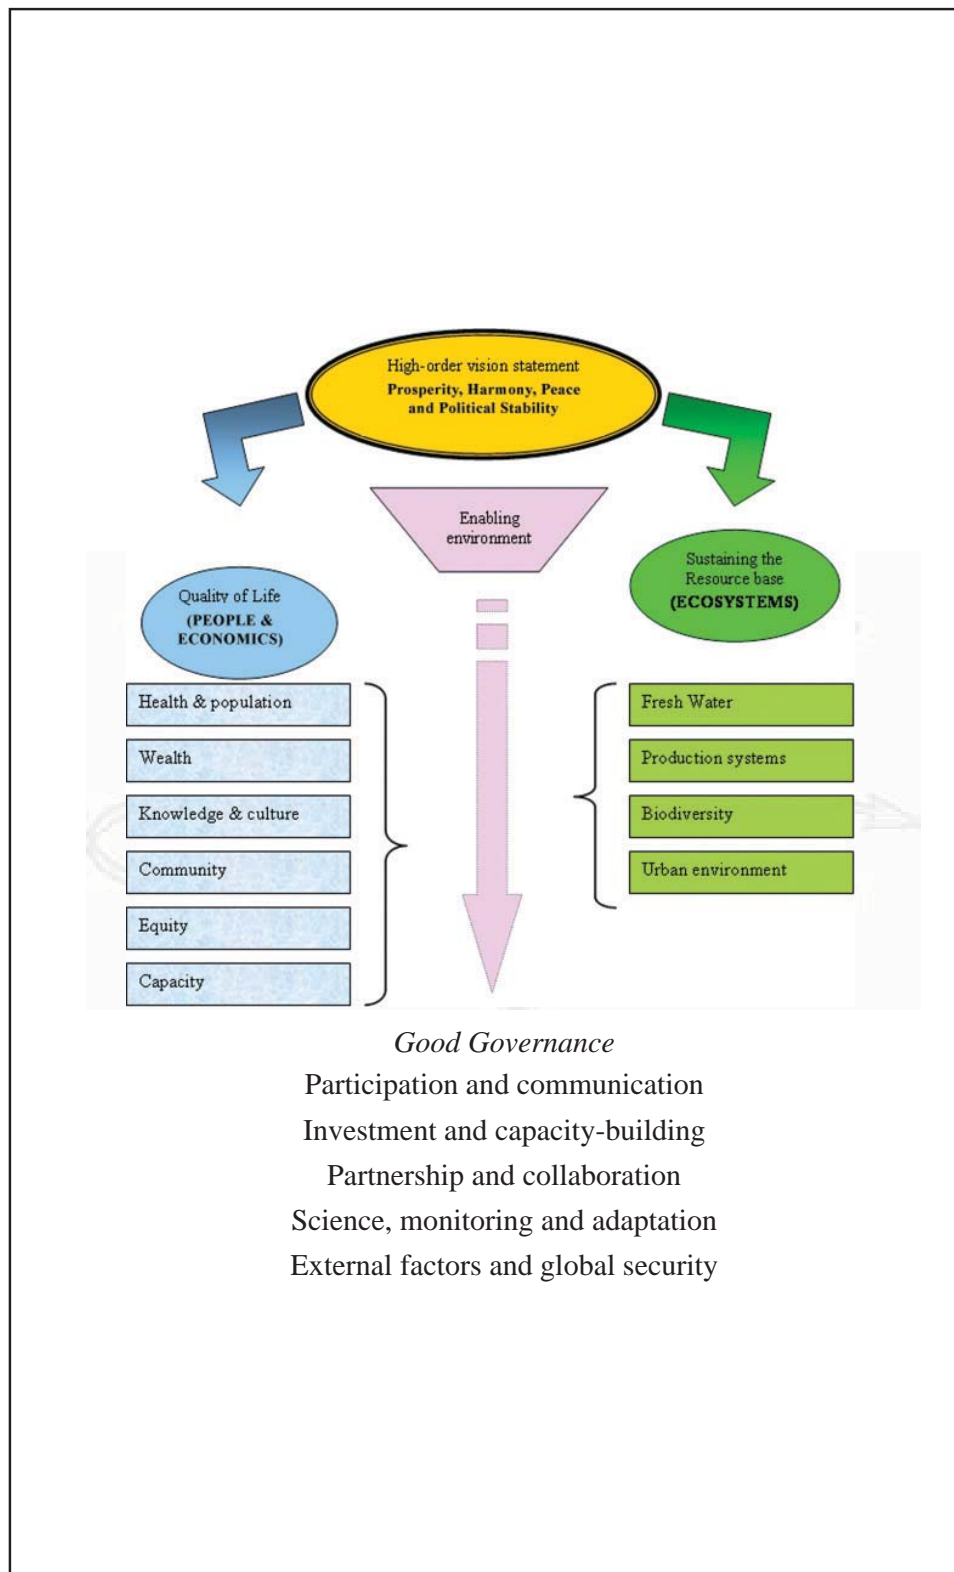 High-order vision statement
Prosperity, Harmony, Peace
and Political Stability
Enabling
environment
Quality of Life
(PEOPLE &
ECONOMICS)
Health & population
Wealth
Knowledge & culture
Community
Equity
Capacity
Sustaining the
Resource base
(ECOSYSTEMS)
Fresh Water
Production systems
Biodiversity
Urban environment
Good Governance
Participation and communication
Investment and capacity-building
Partnership and collaboration
Science, monitoring and adaptation
External factors and global security